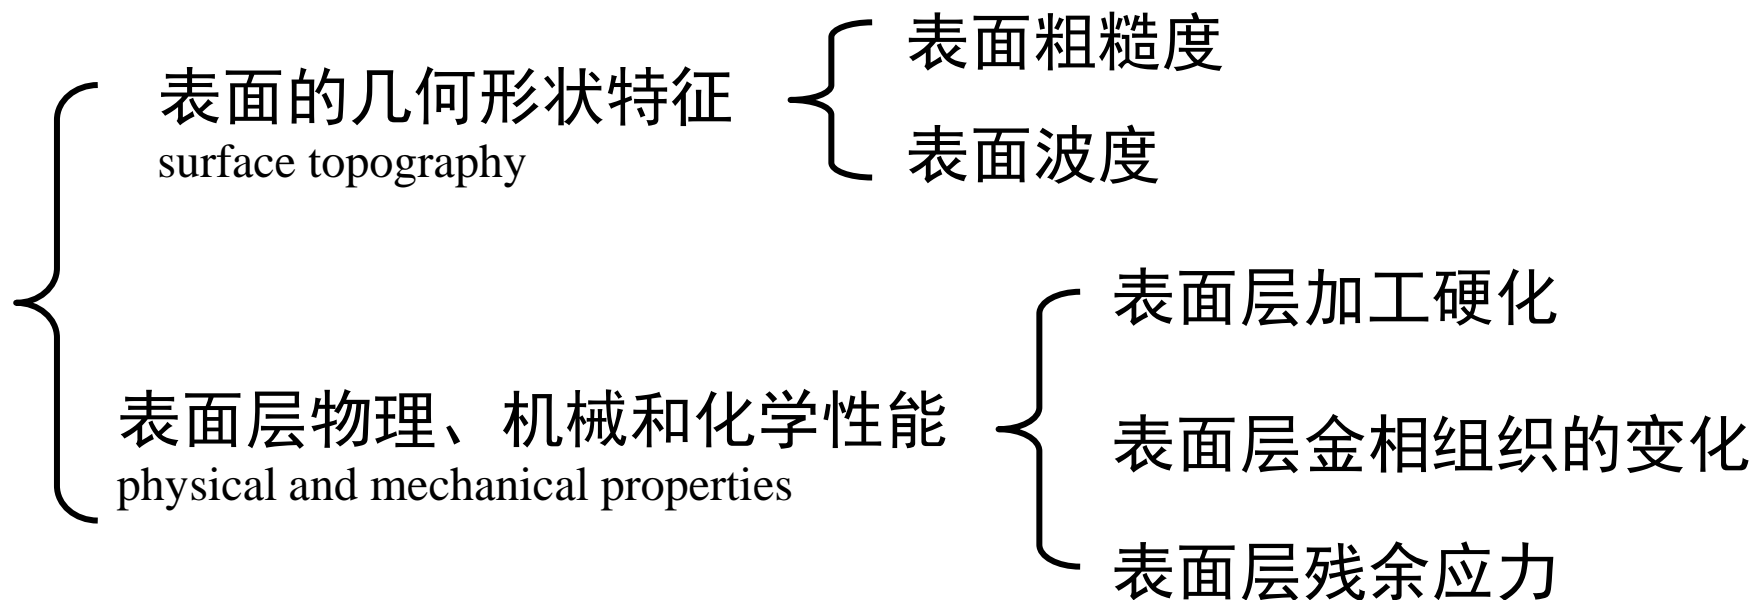 表面的几何形状特征
surface topography
表面粗糙度
表面波度
表面层物理、机械和化学性能
physical and mechanical properties
表面层加工硬化
表面层金相组织的变化
表面层残余应力